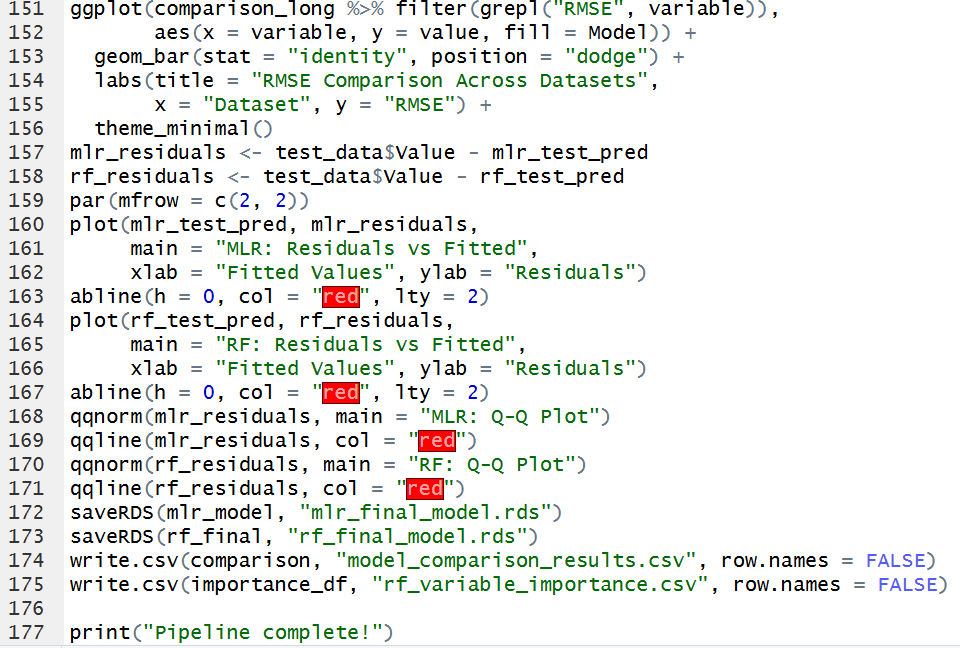 151 ggplot(comparison_long %>% filter(grepl("RMSE", variable)),
152        aes(x = variable, y = value, fill = Model)) +
153   geom_bar(stat = "identity", position = "dodge") +
154   labs(title = "RMSE Comparison Across Datasets",
155        x = "Dataset", y = "RMSE") +
156   theme_minimal()
157 mlr_residuals <- test_data$Value - mlr_test_pred
158 rf_residuals <- test_data$Value - rf_test_pred
159 par(mfrow = c(2, 2))
160 plot(mlr_test_pred, mlr_residuals,
161      main = "MLR: Residuals vs Fitted",
162      xlab = "Fitted Values", ylab = "Residuals")
163 abline(h = 0, col = "red", lty = 2)
164 plot(rf_test_pred, rf_residuals,
165      main = "RF: Residuals vs Fitted",
166      xlab = "Fitted Values", ylab = "Residuals")
167 abline(h = 0, col = "red", lty = 2)
168 qqnorm(mlr_residuals, main = "MLR: Q-Q Plot")
169 qqline(mlr_residuals, col = "red")
170 qqnorm(rf_residuals, main = "RF: Q-Q Plot")
171 qqline(rf_residuals, col = "red")
172 saveRDS(mlr_model, "mlr_final_model.rds")
173 saveRDS(rf_final, "rf_final_model.rds")
174 write.csv(comparison, "model_comparison_results.csv", row.names = FALSE)
175 write.csv(importance_df, "rf_variable_importance.csv", row.names = FALSE)
176
177 print("Pipeline complete!")